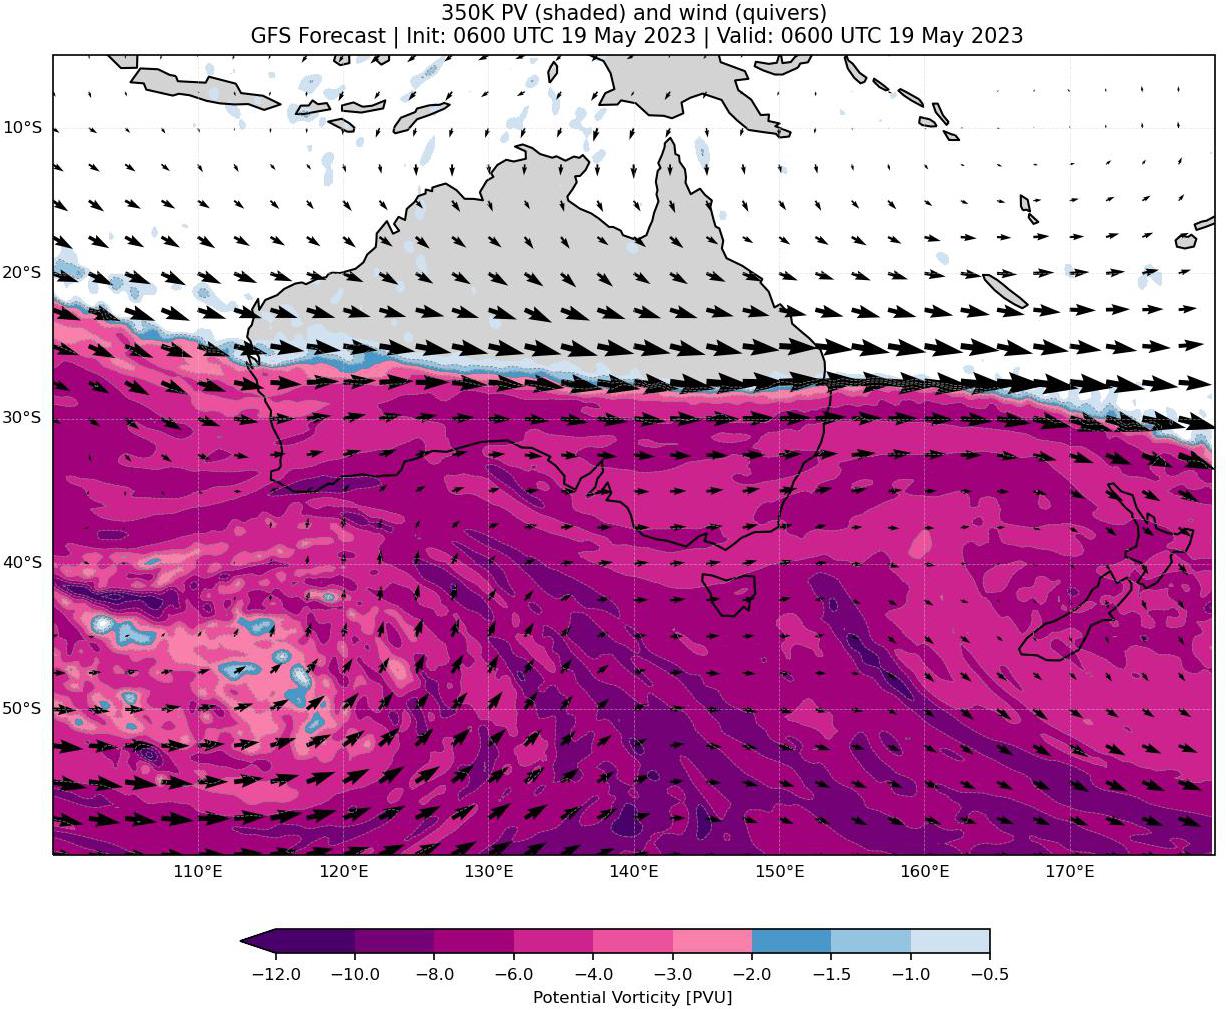 350K PV (shaded) and wind (quivers)
GFS Forecast | Init: 0600 UTC 19 May 2023 | Valid: 0600 UTC 19 May 2023
10°S
20°S
30°S
40°S
50°S
110°E 120°E 130°E 140°E 150°E 160°E 170°E
−12.0 −10.0 −8.0 −6.0 −4.0 −3.0 −2.0 −1.5 −1.0 −0.5
Potential Vorticity [PVU]